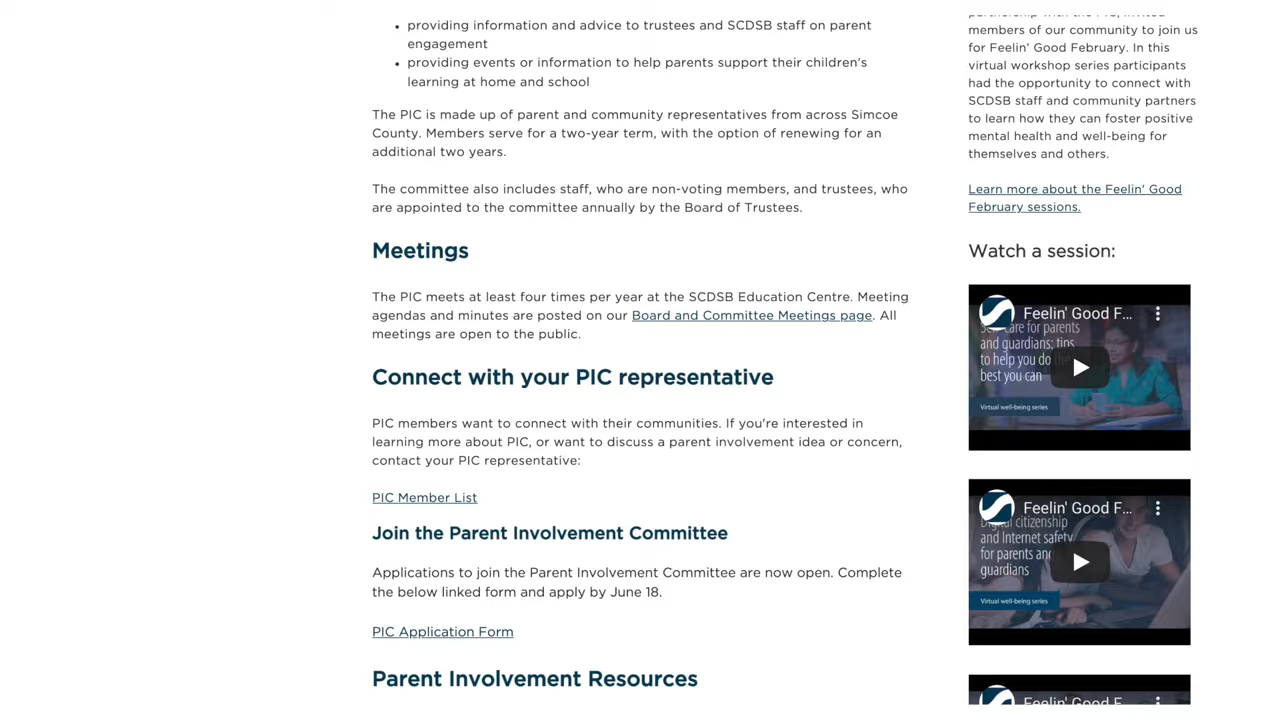 providing information and advice to trustees and SCDSB staff on parent
engagement
providing events or information to help parents support their children's
learning at home and school
The PIC is made up of parent and community representatives from across Simcoe
County. Members serve for a two-year term, with the option of renewing for an
additional two years.
The committee also includes staff, who are non-voting members, and trustees, who
are appointed to the committee annually by the Board of Trustees.
Meetings
The PIC meets at least four times per year at the SCDSB Education Centre. Meeting
agendas and minutes are posted on our Board and Committee Meetings page. All
meetings are open to the public.
Connect with your PIC representative
PIC members want to connect with their communities. If you're interested in
learning more about PIC, or want to discuss a parent involvement idea or concern,
contact your PIC representative:
PIC Member List
Join the Parent Involvement Committee
Applications to join the Parent Involvement Committee are now open. Complete
the below linked form and apply by June 18.
PIC Application Form
Parent Involvement Resources
partnership with the PIC, invited
members of our community to join us
for Feelin' Good February. In this
virtual workshop series participants
had the opportunity to connect with
SCDSB staff and community partners
to learn how they can foster positive
mental health and well-being for
themselves and others.
Learn more about the Feelin' Good
February sessions.
Watch a session:
Feelin' Good F...
Self-care for parents
and guardians; tips
to help you do the
best you can
Virtual well-being series
Feelin' Good F...
Digital citizenship
and Internet safety
for parents and
guardians
Virtual well-being series
Feelin' Good F...